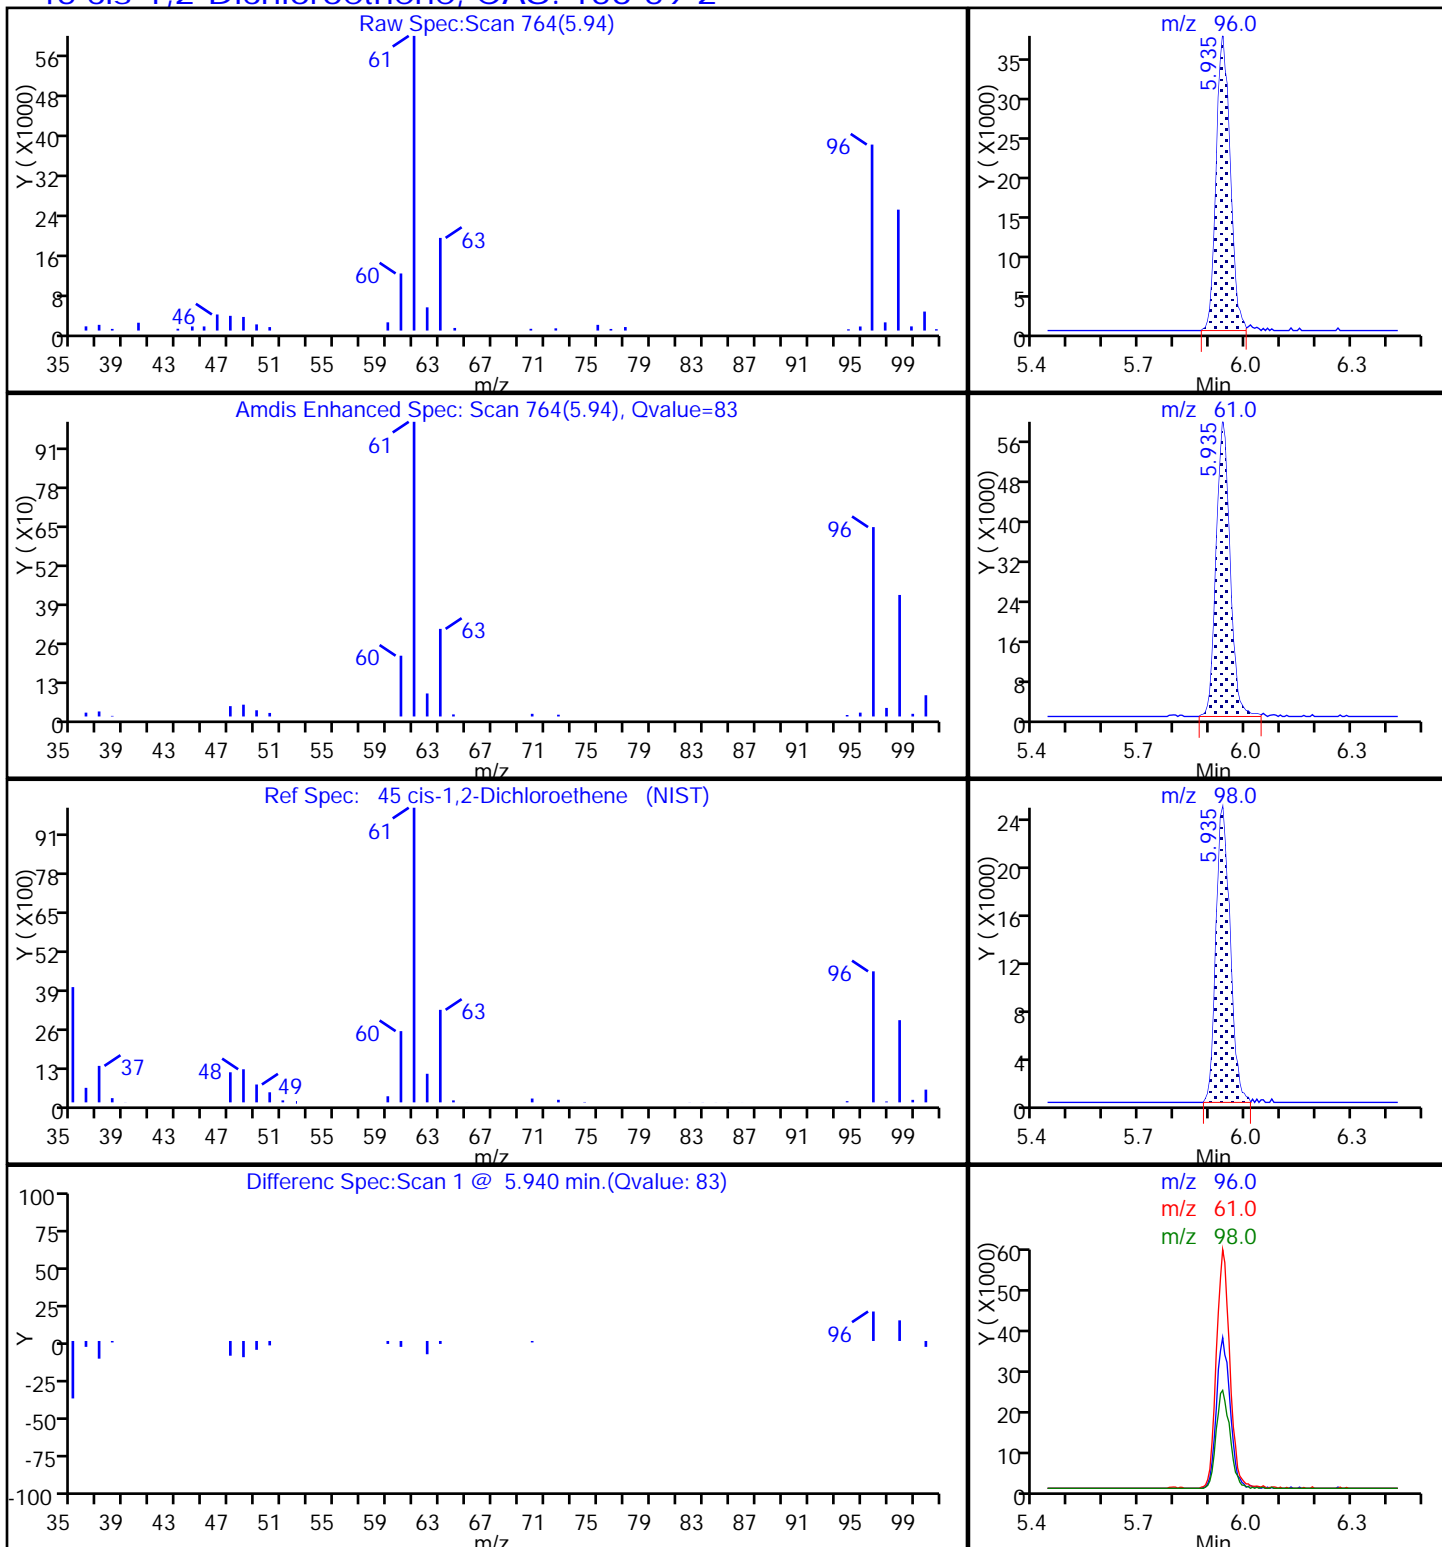 45 cis-1,2-Dichloroethene, CAS: 156-59-2
Raw Spec:Scan 764(5.94)
Y ( X1000)
56
48
40
32
24
16
8
0
61
96
63
60
46
35 39 43 47 51 55 59 63 67 71 75 79 83 87 91 95 99
m/z
m/z 96.0
Y ( X1000)
35
30
25
20
15
10
5
0
5.935
5.4 5.7 6.0 6.3
Min
Amdis Enhanced Spec: Scan 764(5.94), Qvalue=83
Y ( X10)
91
78
65
52
39
26
13
0
61
96
63
60
35 39 43 47 51 55 59 63 67 71 75 79 83 87 91 95 99
m/z
m/z 61.0
Y ( X1000)
56
48
40
32
24
16
8
0
5.935
5.4 5.7 6.0 6.3
Min
Ref Spec: 45 cis-1,2-Dichloroethene (NIST)
Y ( X100)
91
78
65
52
39
26
13
0
61
96
63
60
37
48
49
35 39 43 47 51 55 59 63 67 71 75 79 83 87 91 95 99
m/z
m/z 98.0
Y ( X1000)
24
20
16
12
8
4
0
5.935
5.4 5.7 6.0 6.3
Min
Differenc Spec:Scan 1 @ 5.940 min.(Qvalue: 83)
Y
100
75
50
25
0
-25
-50
-75
-100
96
35 39 43 47 51 55 59 63 67 71 75 79 83 87 91 95 99
m/z
m/z 96.0
m/z 61.0
m/z 98.0
Y ( X1000)
60
50
40
30
20
10
0
5.4 5.7 6.0 6.3
Min